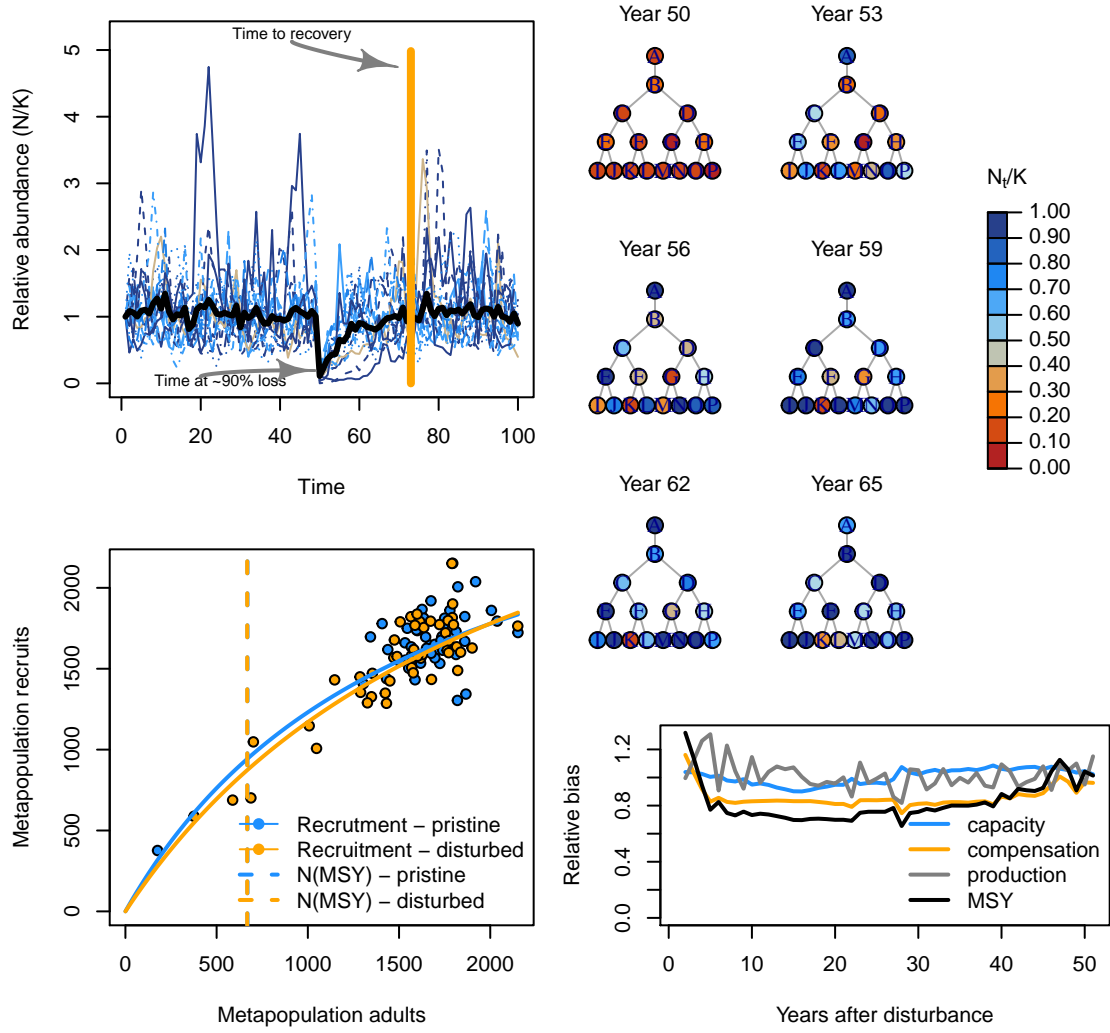 Time to recovery
Time at ~90% loss
Relative abundance (N/K)
0
1
2
3
4
5
0
20
40
60
80
100
Time
Year 50
A
B
D
E
F
H
I
J
K
L
M
N
P
Year 53
A
B
C
D
E
F
H
I
J
K
L
M
N
P
Year 56
A
B
E
F
G
H
I
J
K
M
N
P
Year 59
A
B
E
F
G
H
K
M
N
P
Year 62
A
B
C
D
E
F
G
H
I
J
K
L
M
N
P
Year 65
A
B
C
D
E
F
G
H
K
L
M
N
P
Nt/K
1.00
0.90
0.80
0.70
0.60
0.50
0.40
0.30
0.20
0.10
0.00
Metapopulation recruits
0
500
1000
1500
2000
Recrutment − pristine
Recruitment − disturbed
N(MSY) − pristine
N(MSY) − disturbed
0
500
1000
1500
2000
Metapopulation adults
Relative bias
0.0
0.4
0.8
1.2
capacity
compensation
production
MSY
0
10
20
30
40
50
Years after disturbance